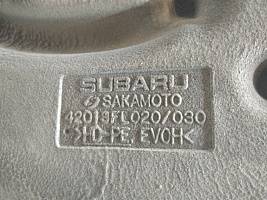 SUBARU
SAKAMOTO
42013FL020/030
>HD-PE, EVOH<